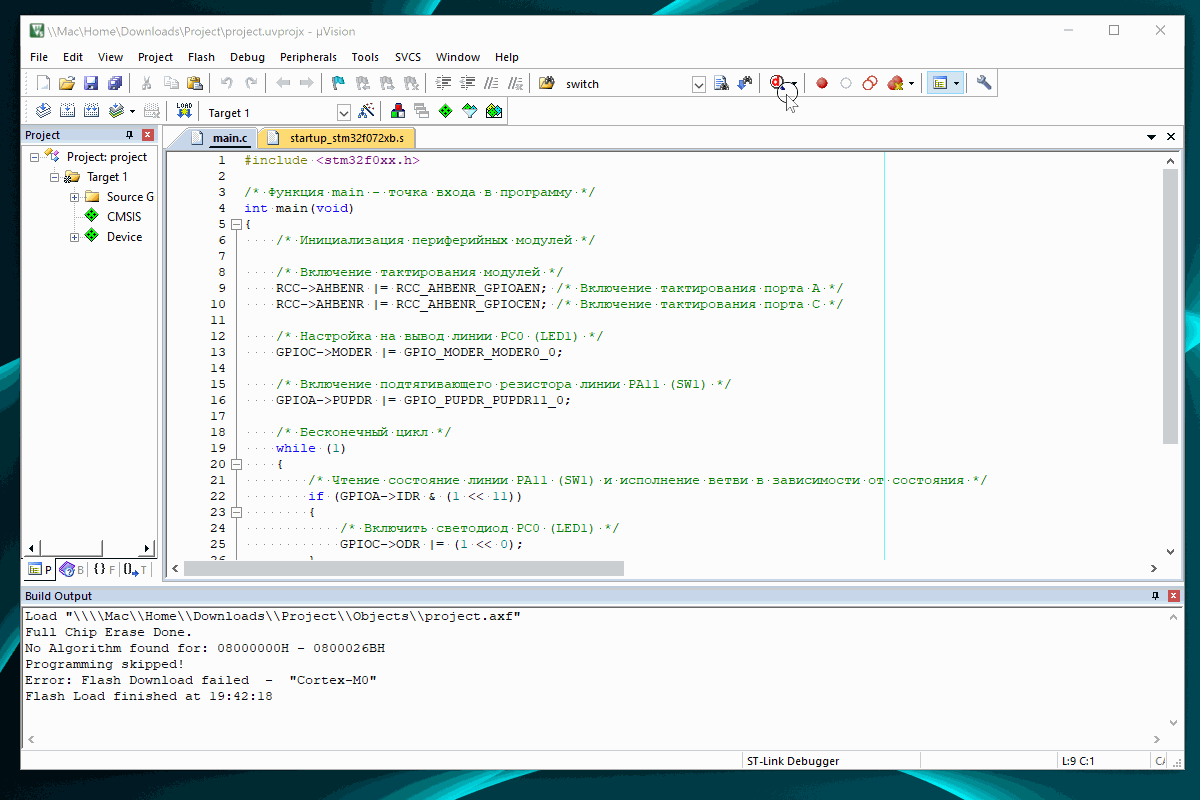 \\Mac\Home\Downloads\Project\project.uvprojx - µVision
File Edit View Project Flash Debug Peripherals Tools SVCS Window Help
switch
LOAD
Target 1
Project
main.c startup_stm32f072xb.s
Project: project
Target 1
Source G
CMSIS
Device
P B {} F {} T
1 #include <stm32f0xx.h>
2
3 /* Функция main - точка входа в программу */
4 int main(void)
5 {
6 /* Инициализация периферийных модулей */
7
8 /* Включение тактирования модулей */
9 RCC->AHBENR |= RCC_AHBENR_GPIOAEN; /* Включение тактирования порта A */
10 RCC->AHBENR |= RCC_AHBENR_GPIOCEN; /* Включение тактирования порта C */
11
12 /* Настройка на вывод линии PC0 (LED1) */
13 GPIOC->MODER |= GPIO_MODER_MODER0_0;
14
15 /* Включение подтягивающего резистора линии PA11 (SW1) */
16 GPIOA->PUPDR |= GPIO_PUPDR_PUPDR11_0;
17
18 /* Бесконечный цикл */
19 while (1)
20 {
21 /* Чтение состояние линии PA11 (SW1) и исполнение ветви в зависимости от состояния */
22 if (GPIOA->IDR & (1 << 11))
23 {
24 /* Включить светодиод PC0 (LED1) */
25 GPIOC->ODR |= (1 << 0);
26 }
Build Output
Load "\\\\Mac\\Home\\Downloads\\Project\\Objects\\project.axf"
Full Chip Erase Done.
No Algorithm found for: 08000000H - 0800026BH
Programming skipped!
Error: Flash Download failed - "Cortex-M0"
Flash Load finished at 19:42:18
ST-Link Debugger L:9 C:1